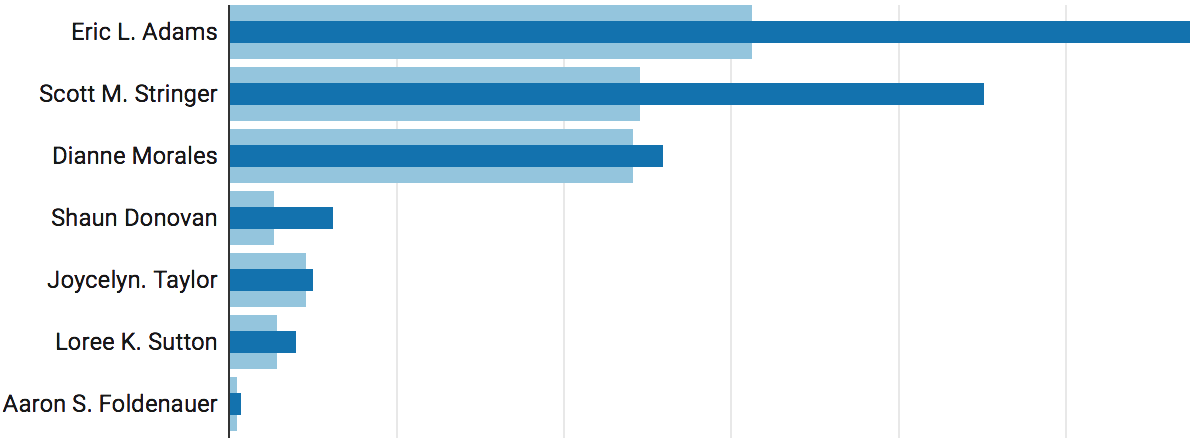 Eric L. Adams
Scott M. Stringer
Dianne Morales
Shaun Donovan
Joycelyn. Taylor
Loree K. Sutton
Aaron S. Foldenauer